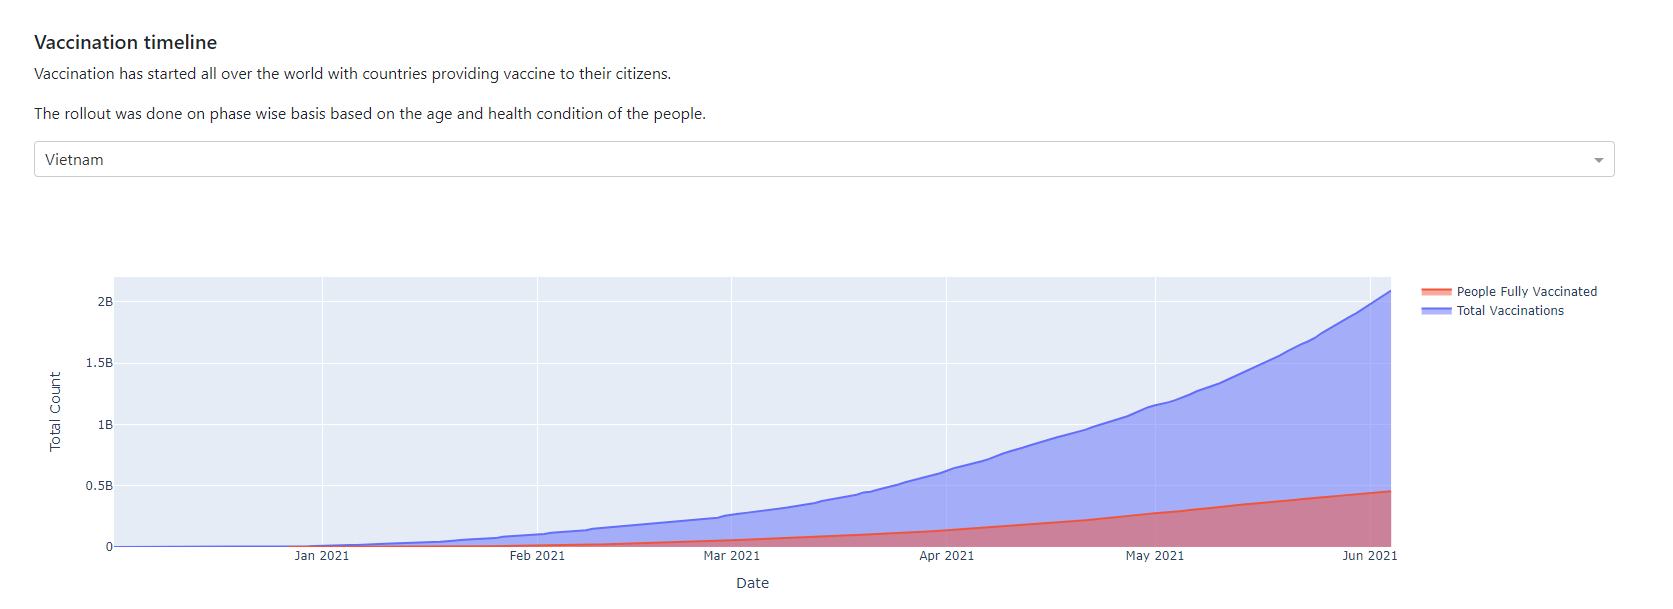 Vaccination timeline
Vaccination has started all over the world with countries providing vaccine to their citizens.
The rollout was done on phase wise basis based on the age and health condition of the people.
Vietnam
People Fully Vaccinated
Total Vaccinations
Total Count
2B
1.5B
1B
0.5B
0
Jan 2021 Feb 2021 Mar 2021 Apr 2021 May 2021 Jun 2021
Date